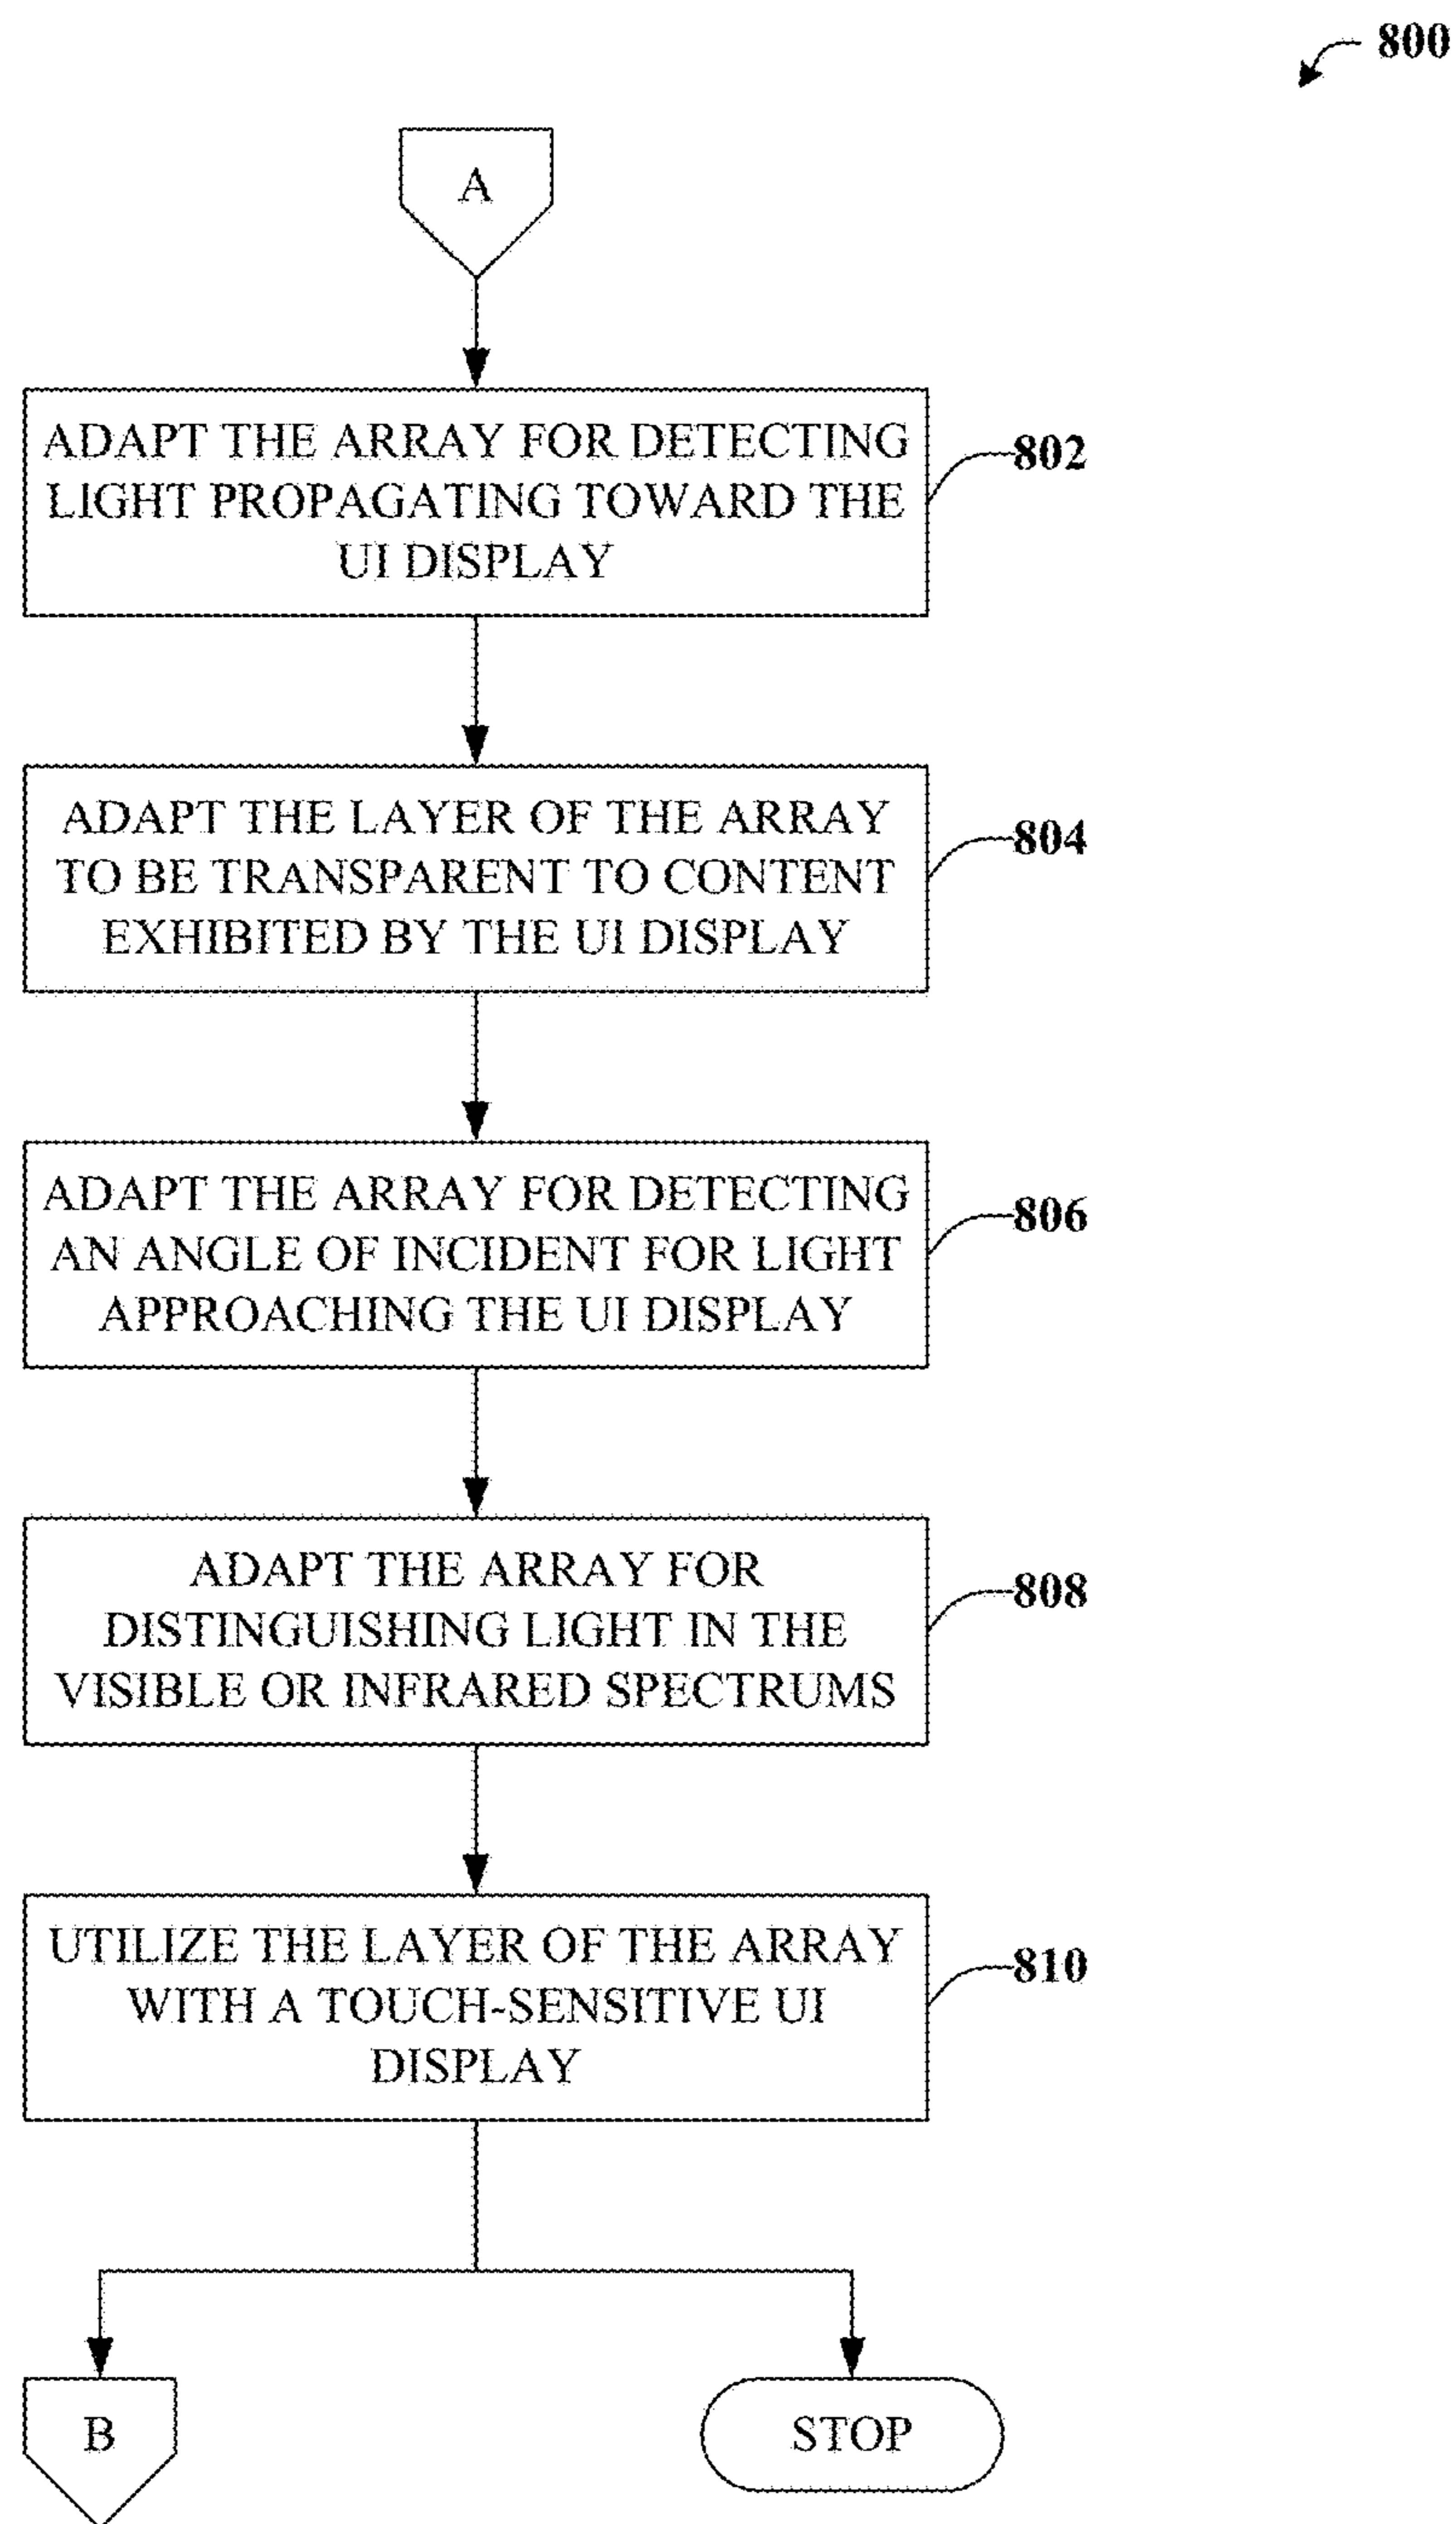 800
A
ADAPT THE ARRAY FOR DETECTING
LIGHT PROPAGATING TOWARD THE
UI DISPLAY
802
ADAPT THE LAYER OF THE ARRAY
TO BE TRANSPARENT TO CONTENT
EXHIBITED BY THE UI DISPLAY
804
ADAPT THE ARRAY FOR DETECTING
AN ANGLE OF INCIDENT FOR LIGHT
APPROACHING THE UI DISPLAY
806
ADAPT THE ARRAY FOR
DISTINGUISHING LIGHT IN THE
VISIBLE OR INFRARED SPECTRUMS
808
UTILIZE THE LAYER OF THE ARRAY
WITH A TOUCH-SENSITIVE UI
DISPLAY
810
B
STOP